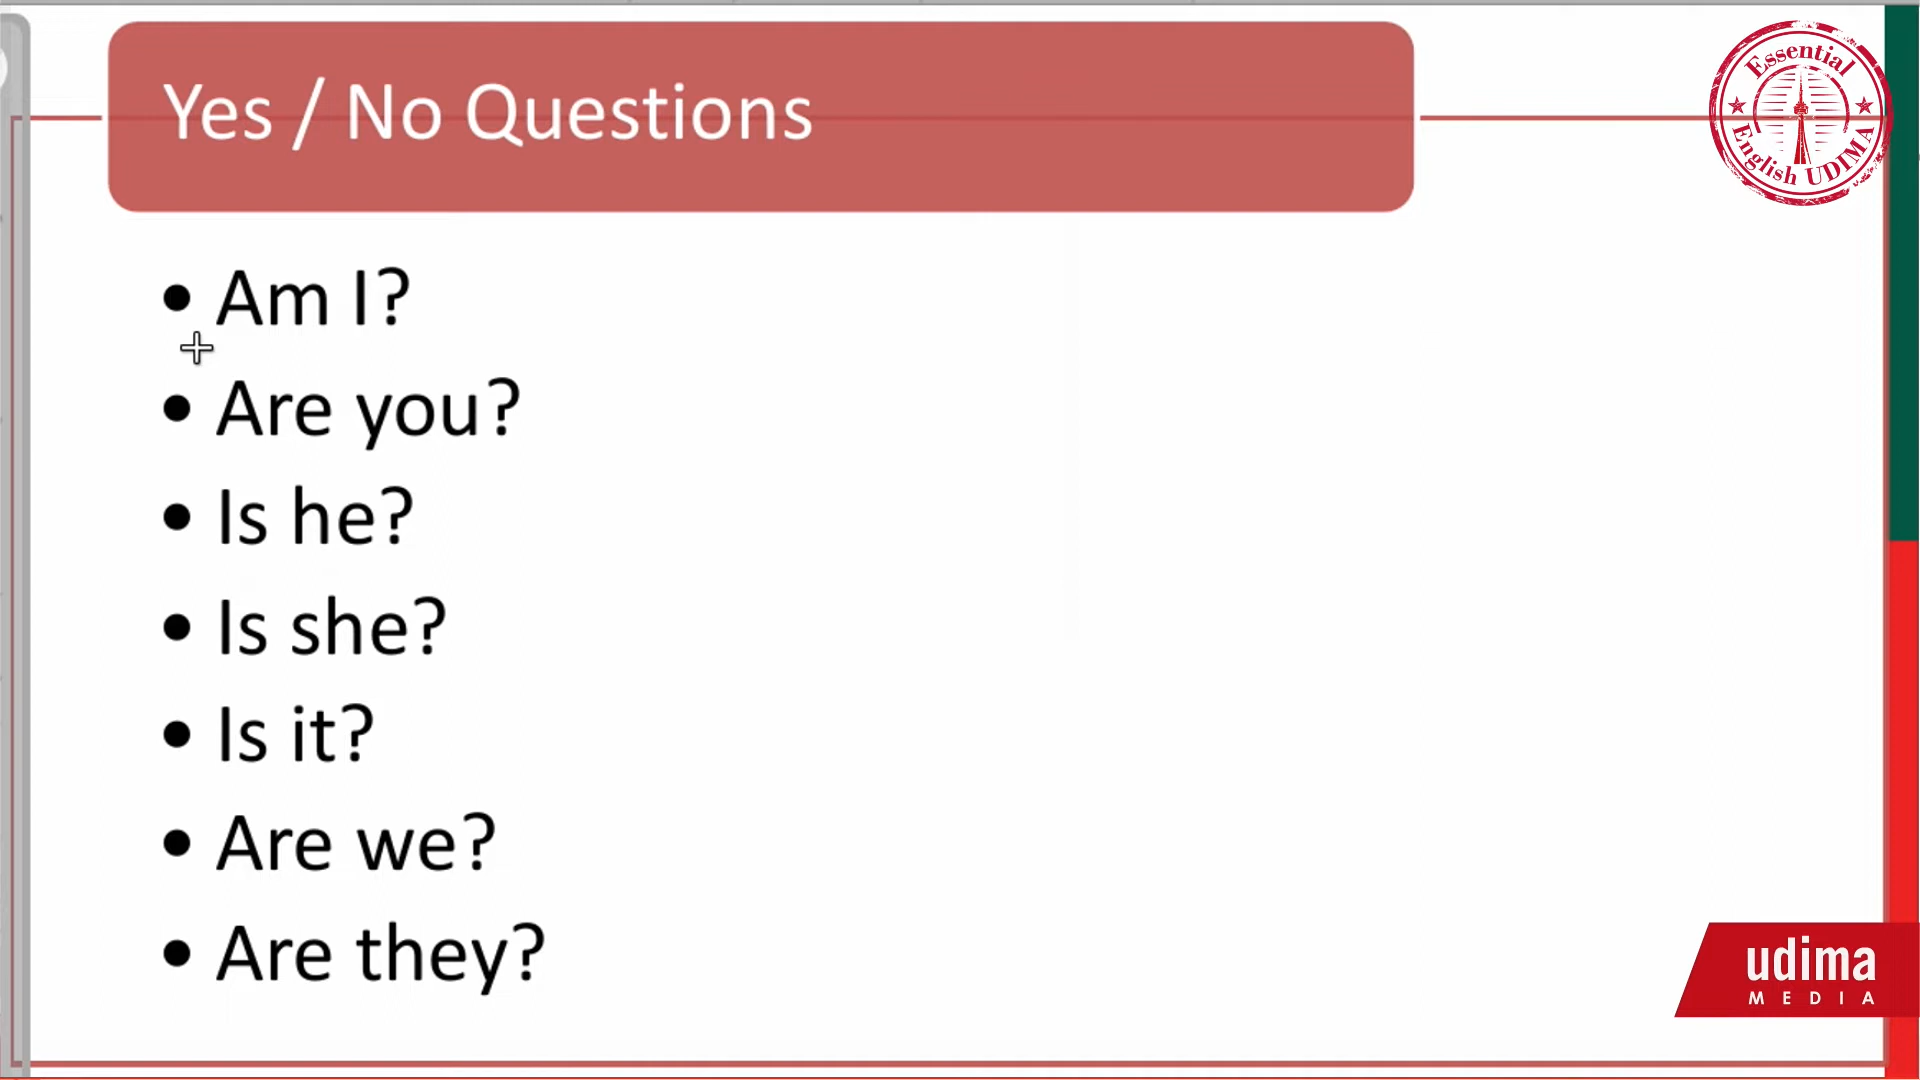 Yes / No Questions
Essential
English UDIMA
• Am I?
• Are you?
• Is he?
• Is she?
• Is it?
• Are we?
• Are they?
udima
MEDIA